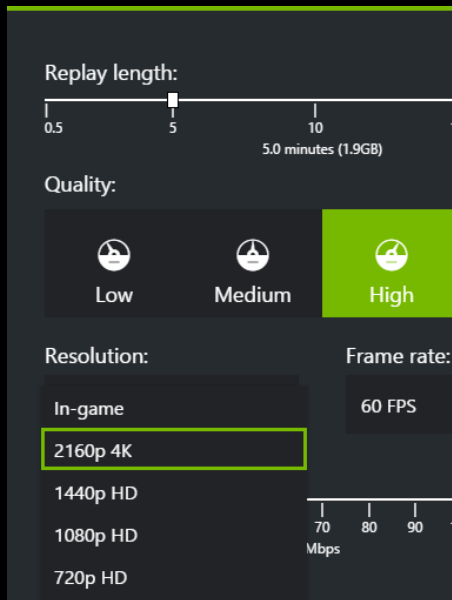 Replay length:
0.5 5 10
5.0 minutes (1.9GB)
Quality:
Low Medium High
Resolution: Frame rate:
In-game
60 FPS
2160p 4K
1440p HD
70 80 90
1080p HD
Mbps
720p HD